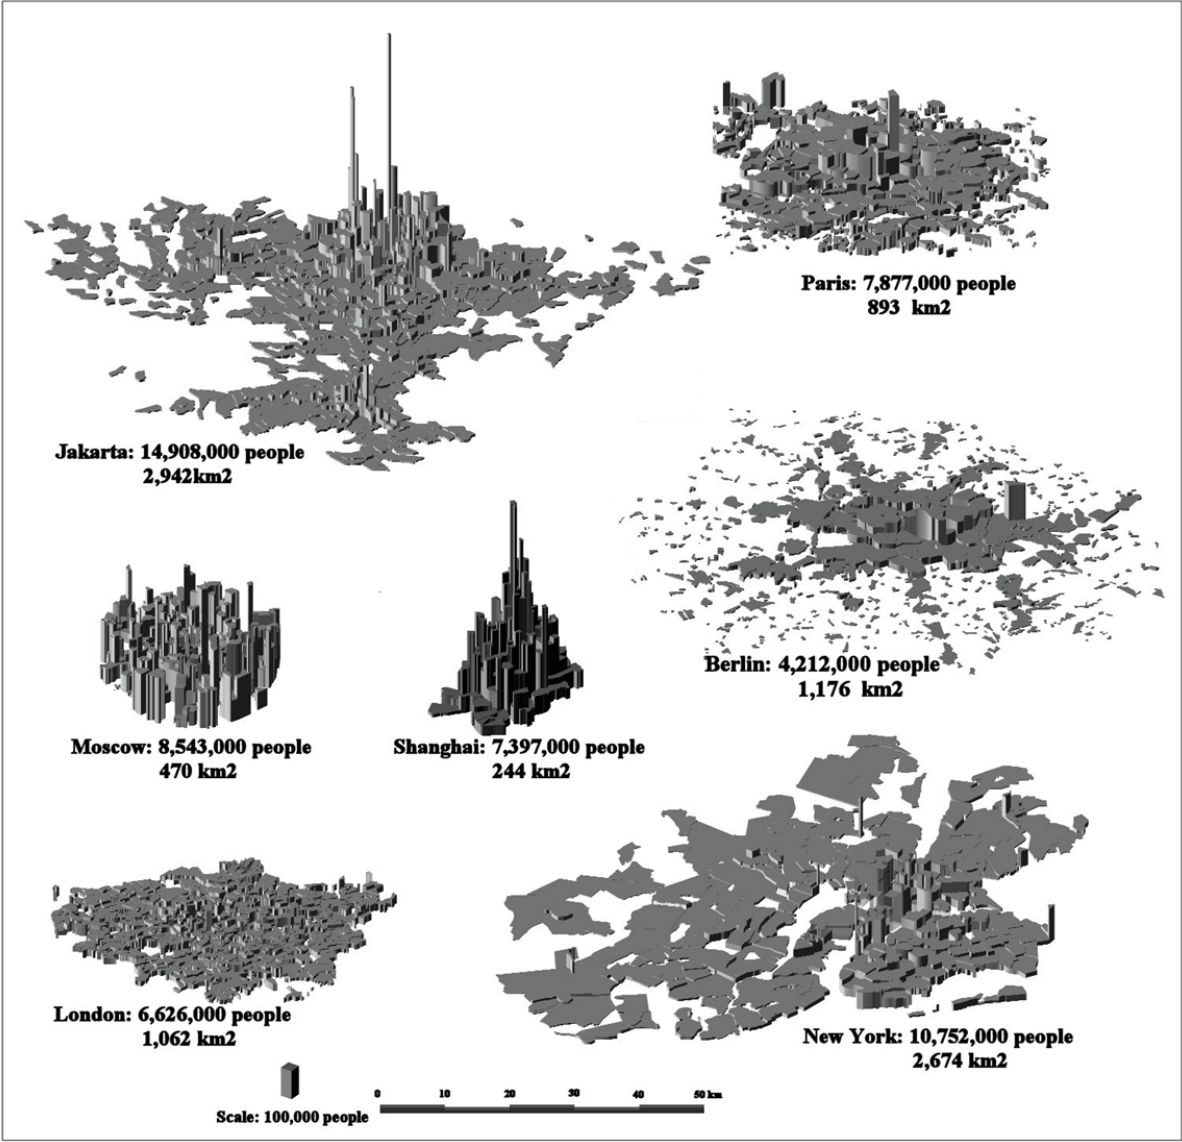 Paris: 7,877,000 people
893 km2
Jakarta: 14,908,000 people
2,942km2
Berlin: 4,212,000 people
1,176 km2
Moscow: 8,543,000 people
470 km2
Shanghai: 7,397,000 people
244 km2
London: 6,626,000 people
1,062 km2
New York: 10,752,000 people
2,674 km2
Scale: 100,000 people
0 10 20 30 40 50 km